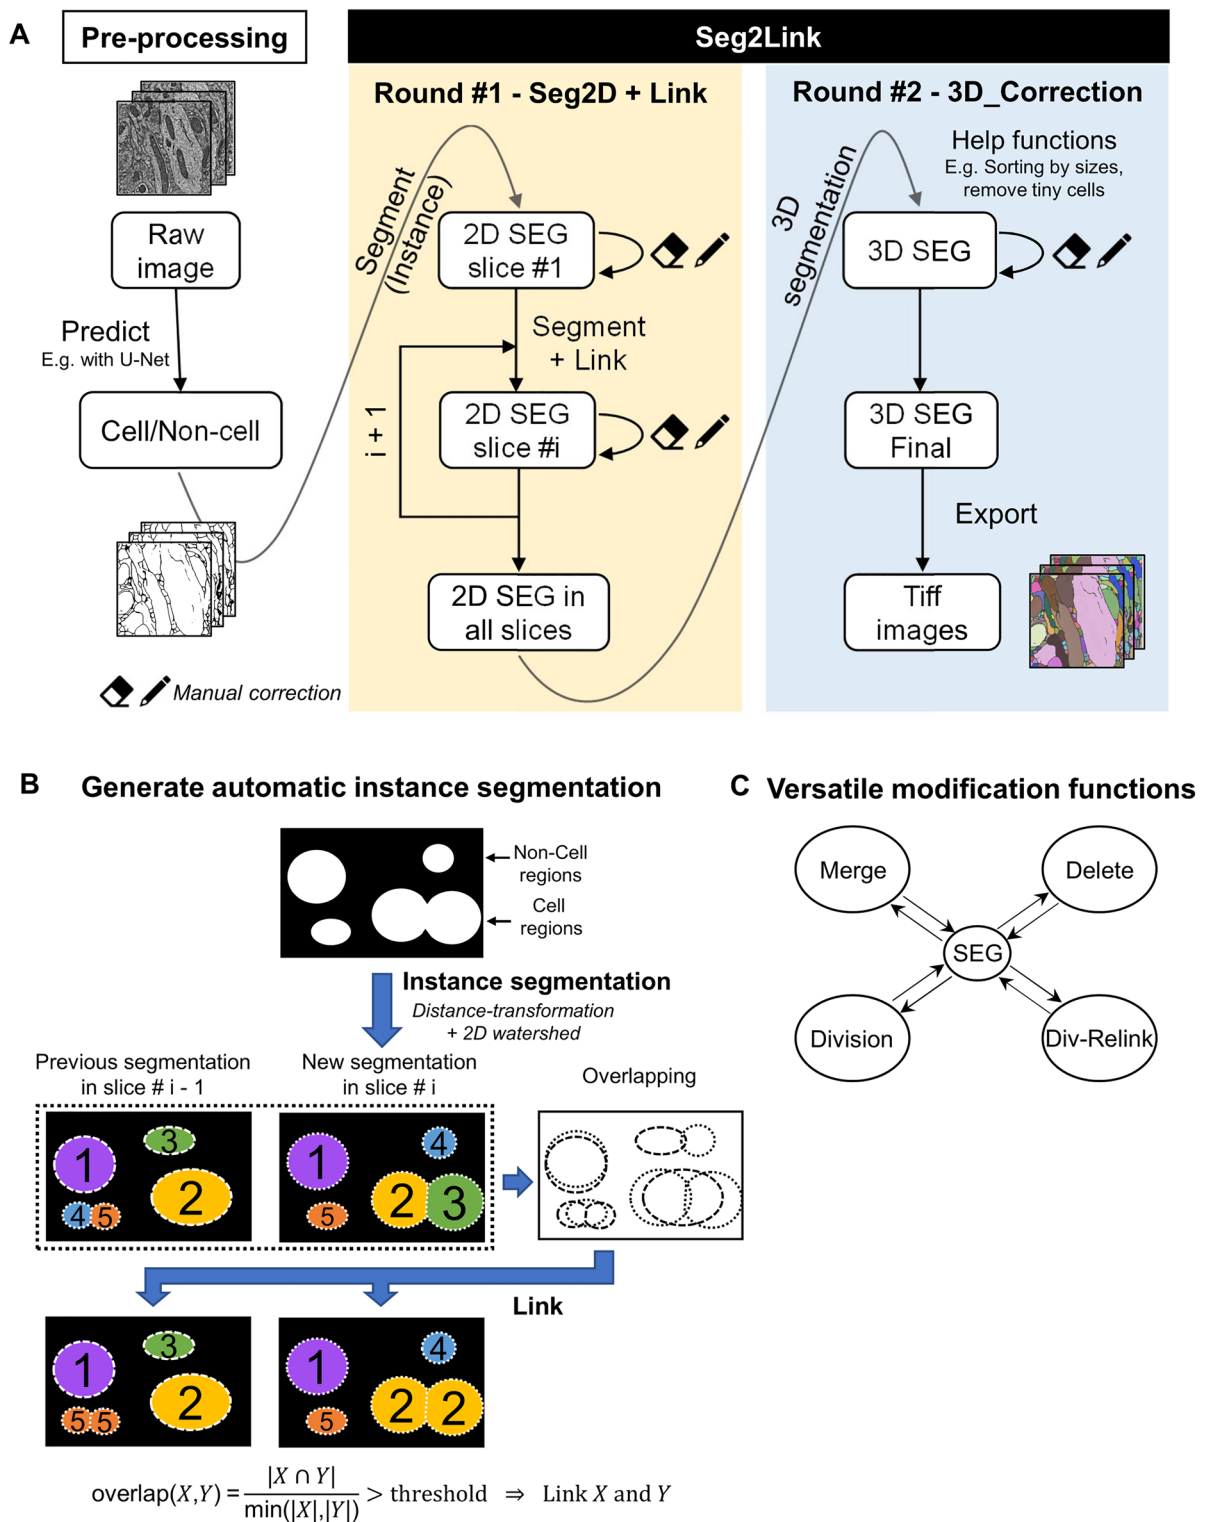 A
Pre-processing
Seg2Link
Round #1 - Seg2D + Link
Round #2 - 3D_Correction
Help functions
E.g. Sorting by sizes,
remove tiny cells
Raw
image
Segment
(Instance)
2D SEG
slice #1
3D
segmentation
3D SEG
Predict
E.g. with U-Net
Segment
+ Link
Cell/Non-cell
i + 1
2D SEG
slice #i
3D SEG
Final
Export
2D SEG in
all slices
Tiff
images
Manual correction
B
Generate automatic instance segmentation
Non-Cell
regions
Cell
regions
Instance segmentation
Distance-transformation
+ 2D watershed
Previous segmentation
in slice # i - 1
New segmentation
in slice # i
Overlapping
1
3
2
4
5
1
4
2
3
5
Link
1
3
2
5
5
1
4
2
2
5
overlap(X,Y) = |X ∩ Y| / min(|X|,|Y|) > threshold ⇒ Link X and Y
C
Versatile modification functions
Merge
Delete
SEG
Division
Div-Relink